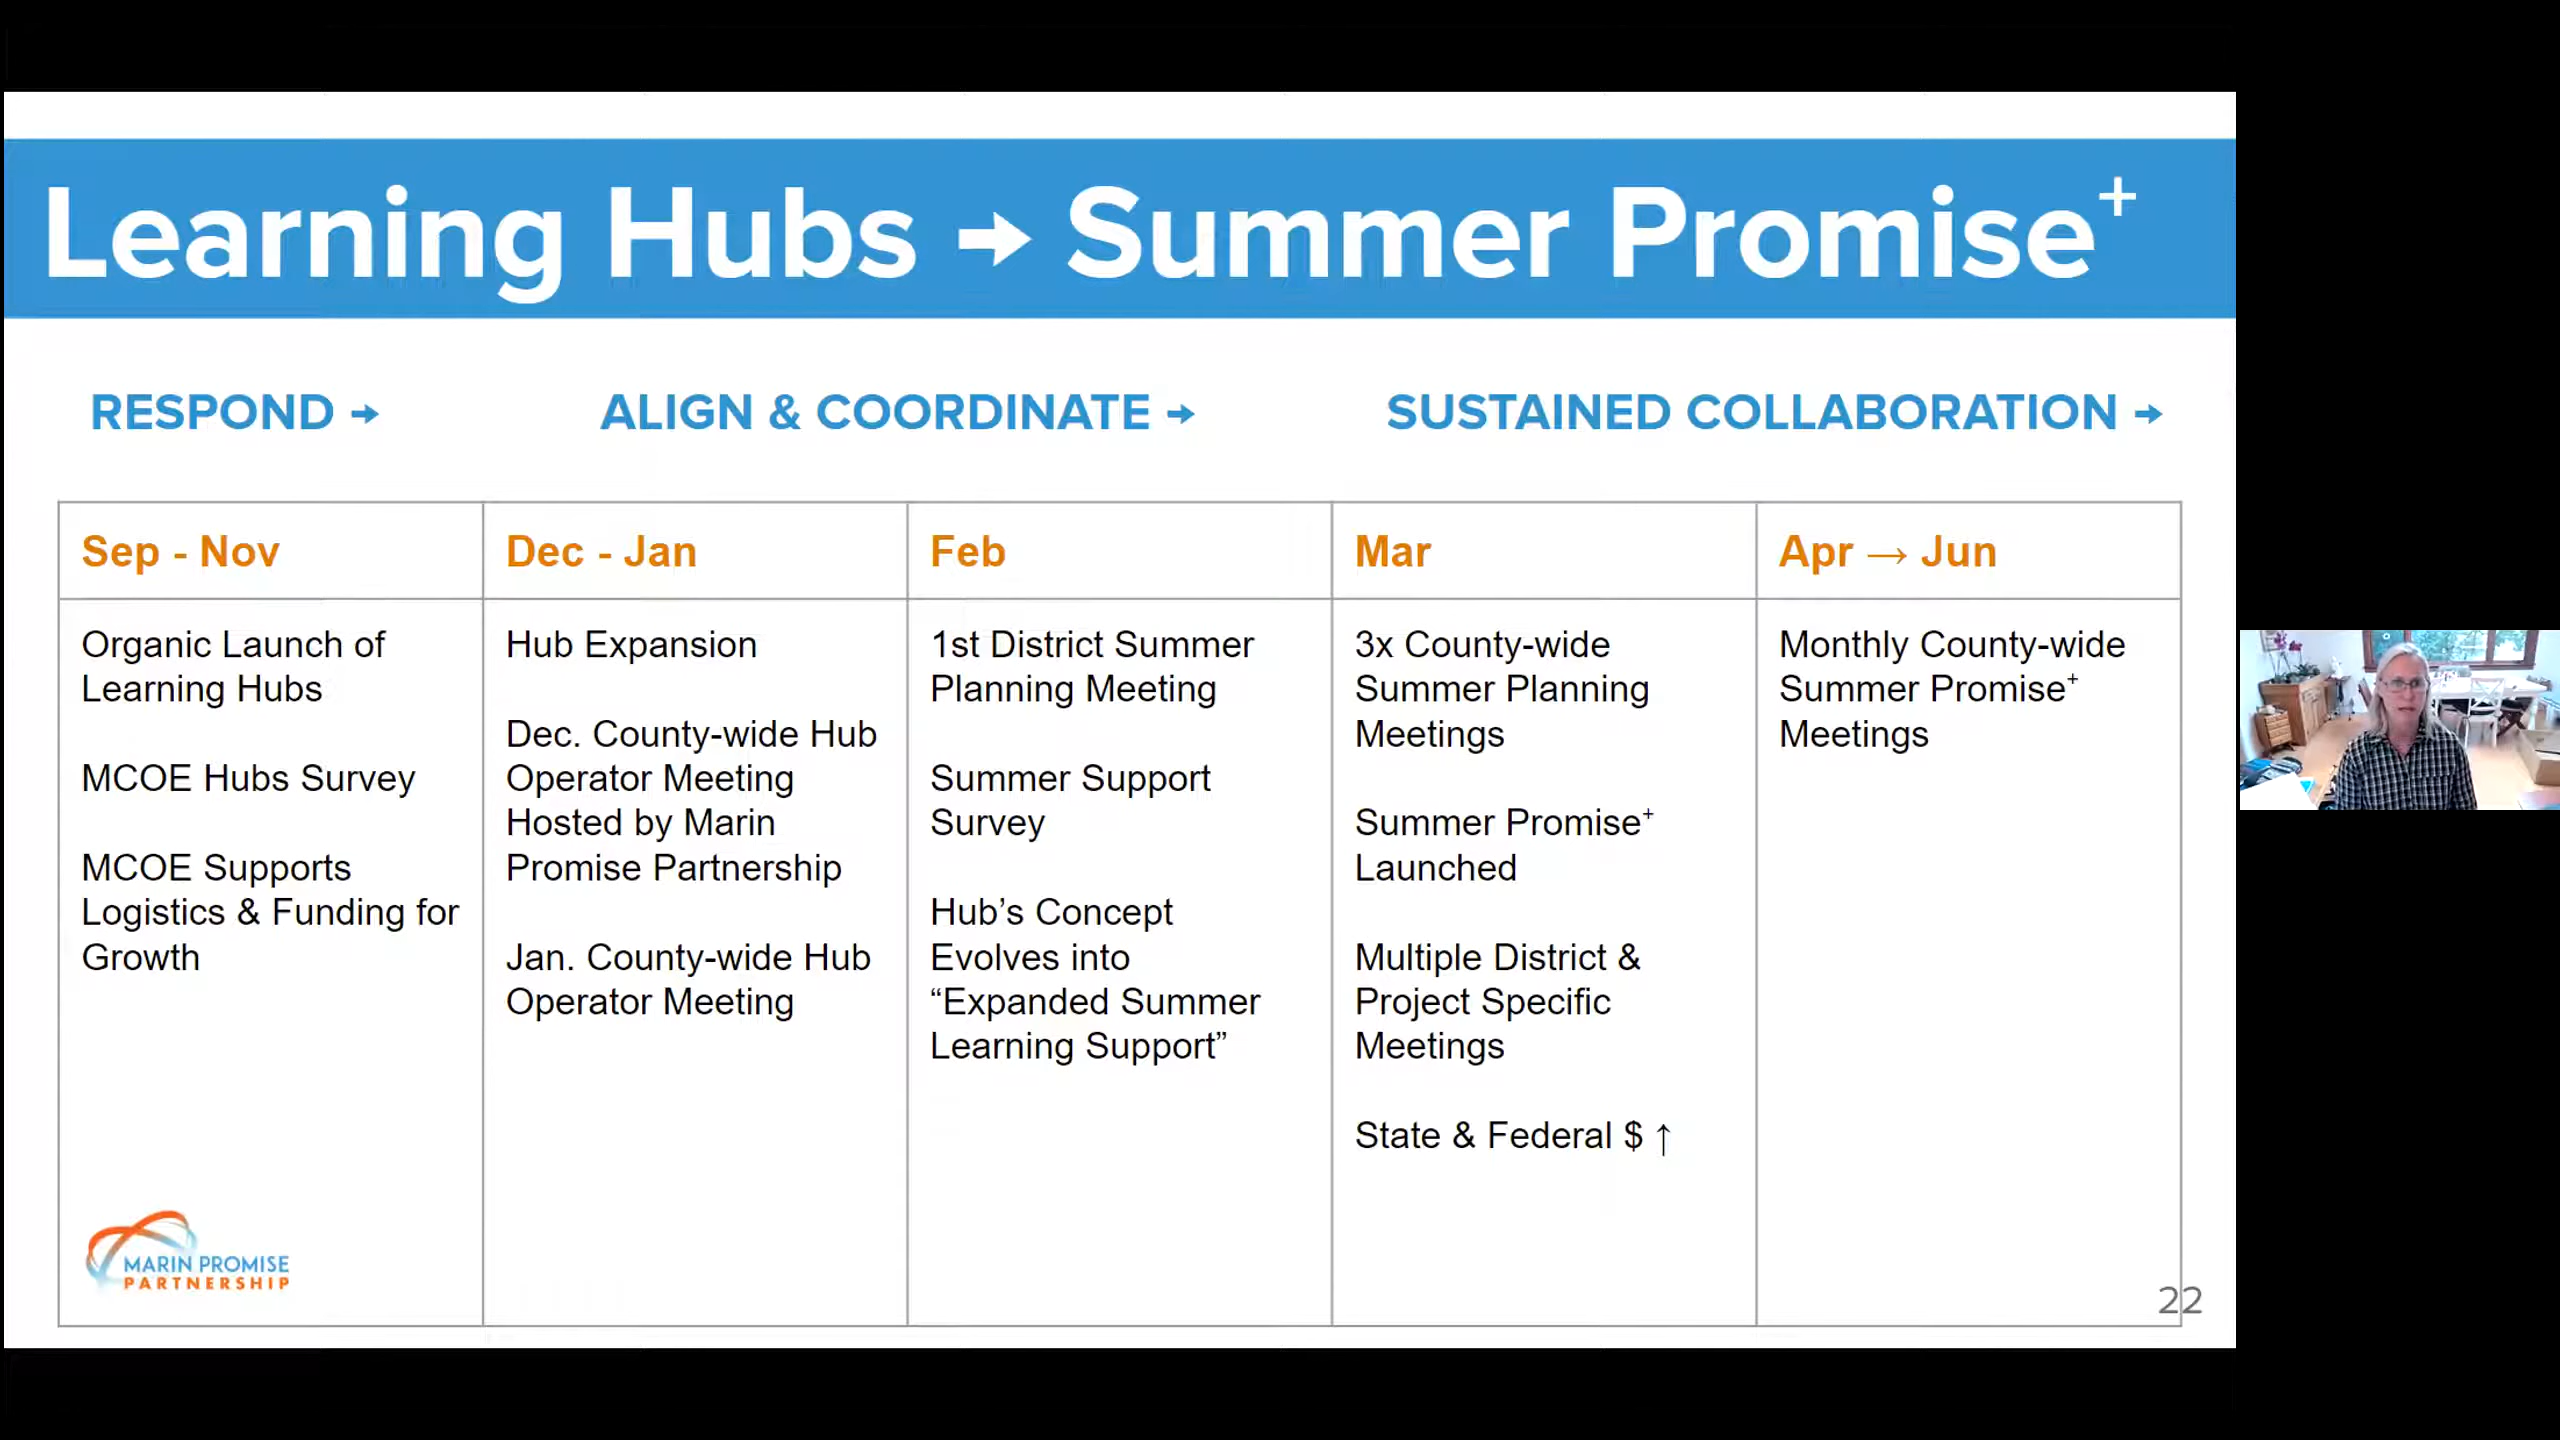 Learning Hubs → Summer Promise⁺
RESPOND →
ALIGN & COORDINATE →
SUSTAINED COLLABORATION →
Sep - Nov
Organic Launch of
Learning Hubs
MCOE Hubs Survey
MCOE Supports
Logistics & Funding for
Growth
Dec - Jan
Hub Expansion
Dec. County-wide Hub
Operator Meeting
Hosted by Marin
Promise Partnership
Jan. County-wide Hub
Operator Meeting
Feb
1st District Summer
Planning Meeting
Summer Support
Survey
Hub’s Concept
Evolves into
“Expanded Summer
Learning Support”
Mar
3x County-wide
Summer Planning
Meetings
Summer Promise⁺
Launched
Multiple District &
Project Specific
Meetings
State & Federal $ ↑
Apr → Jun
Monthly County-wide
Summer Promise⁺
Meetings
MARIN PROMISE
PARTNERSHIP
22